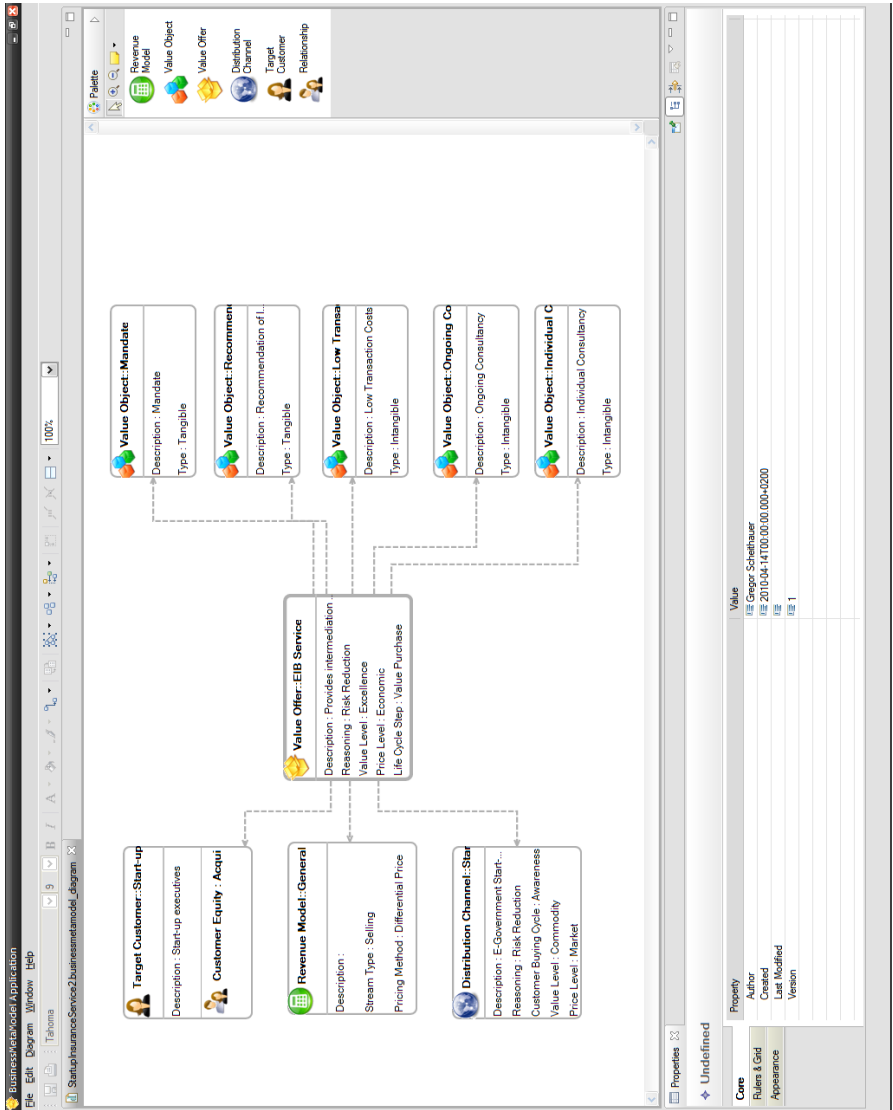 BusinessMetaModel Application
File Edit Diagram Window Help
Tahoma 9 B I A 100%
StartupInsuranceService2.businessmetamodel_diagram
Target Customer::Start-up
Description : Start-up executives
Customer Equity : Acqui
Revenue Model::General
Description :
Stream Type : Selling
Pricing Method : Differential Price
Distribution Channel::Star
Description : E-Government Start-...
Reasoning : Risk Reduction
Customer Buying Cycle : Awareness
Value Level : Commodity
Price Level : Market
Value Offer::EIB Service
Description : Provides intermediation ...
Reasoning : Risk Reduction
Value Level : Excellence
Price Level : Economic
Life Cycle Step : Value Purchase
Value Object::Mandate
Description : Mandate
Type : Tangible
Value Object::Recommen
Description : Recommendation of I...
Type : Tangible
Value Object::Low Transa
Description : Low Transaction Costs
Type : Intangible
Value Object::Ongoing Co
Description : Ongoing Consultancy
Type : Intangible
Value Object::Individual C
Description : Individual Consultancy
Type : Intangible
Palette
Revenue
Model
Value Object
Value Offer
Distribution
Channel
Target
Customer
Relationship
Properties
Undefined
Core
Rulers & Grid
Appearance
Property Value
Author Gregor Scheithauer
Created 2010-04-14T00:00:00.000+0200
Last Modified
Version 1